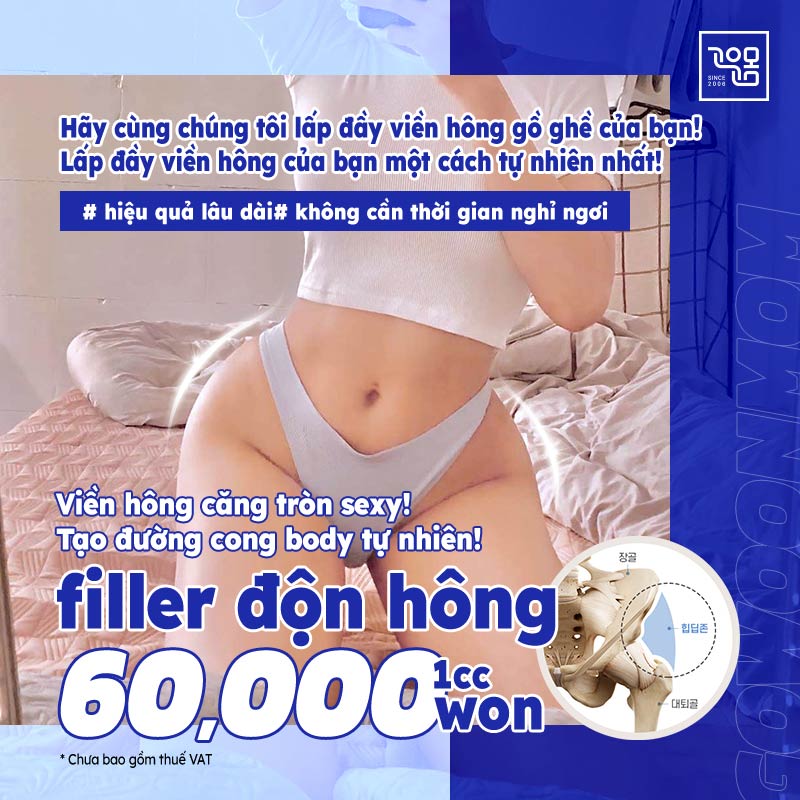 고운몸
SINCE
2006
Hãy cùng chúng tôi lấp đầy viền hông gồ ghề của bạn!
Lấp đầy viền hông của bạn một cách tự nhiên nhất!
# hiệu quả lâu dài# không cần thời gian nghỉ ngơi
GOWOONMOM
Viền hông căng tròn sexy!
Tạo đường cong body tự nhiên!
filler độn hông
60,000 1cc won
* Chưa bao gồm thuế VAT
장골
힙딥존
대퇴골